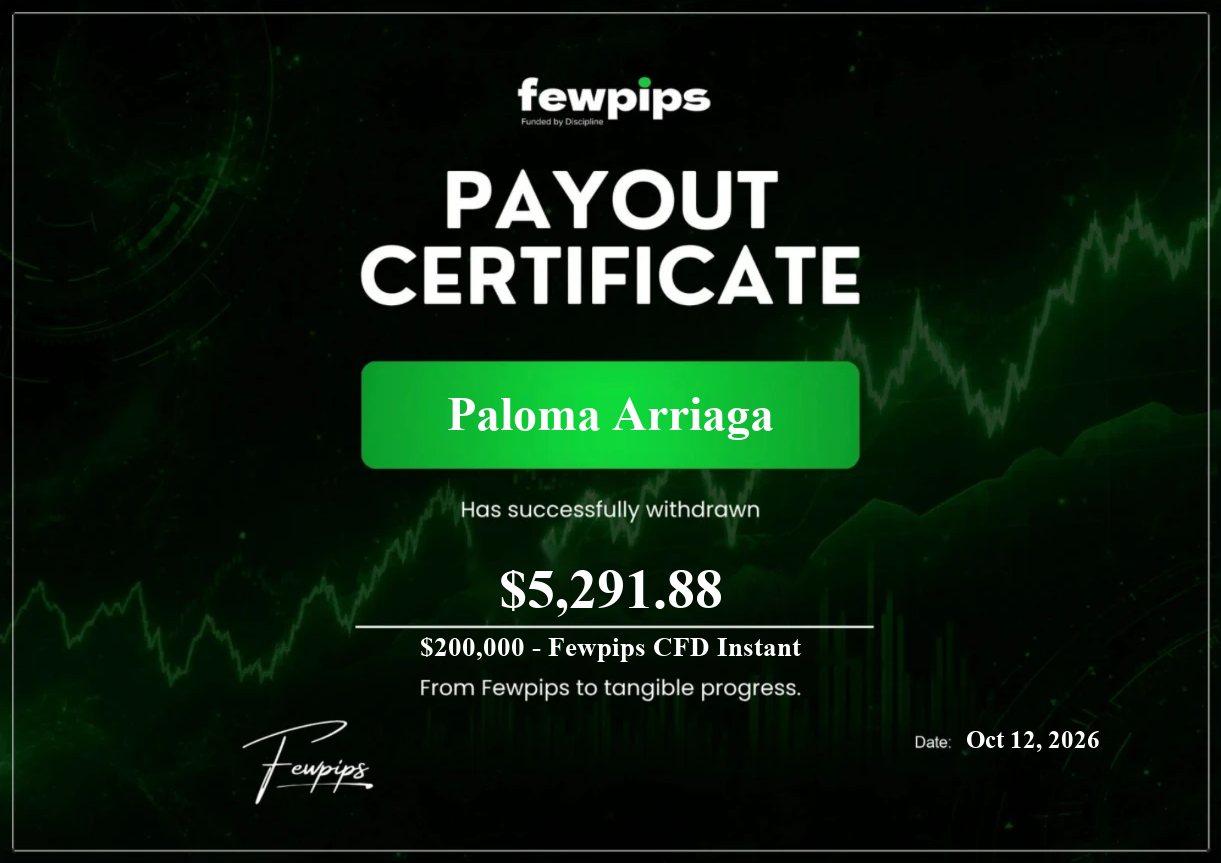 fewpips
Funded by Discipline
PAYOUT
CERTIFICATE
Paloma Arriaga
Has successfully withdrawn
$5,291.88
$200,000 - Fewpips CFD Instant
From Fewpips to tangible progress.
Fewpips
Date: Oct 12, 2026